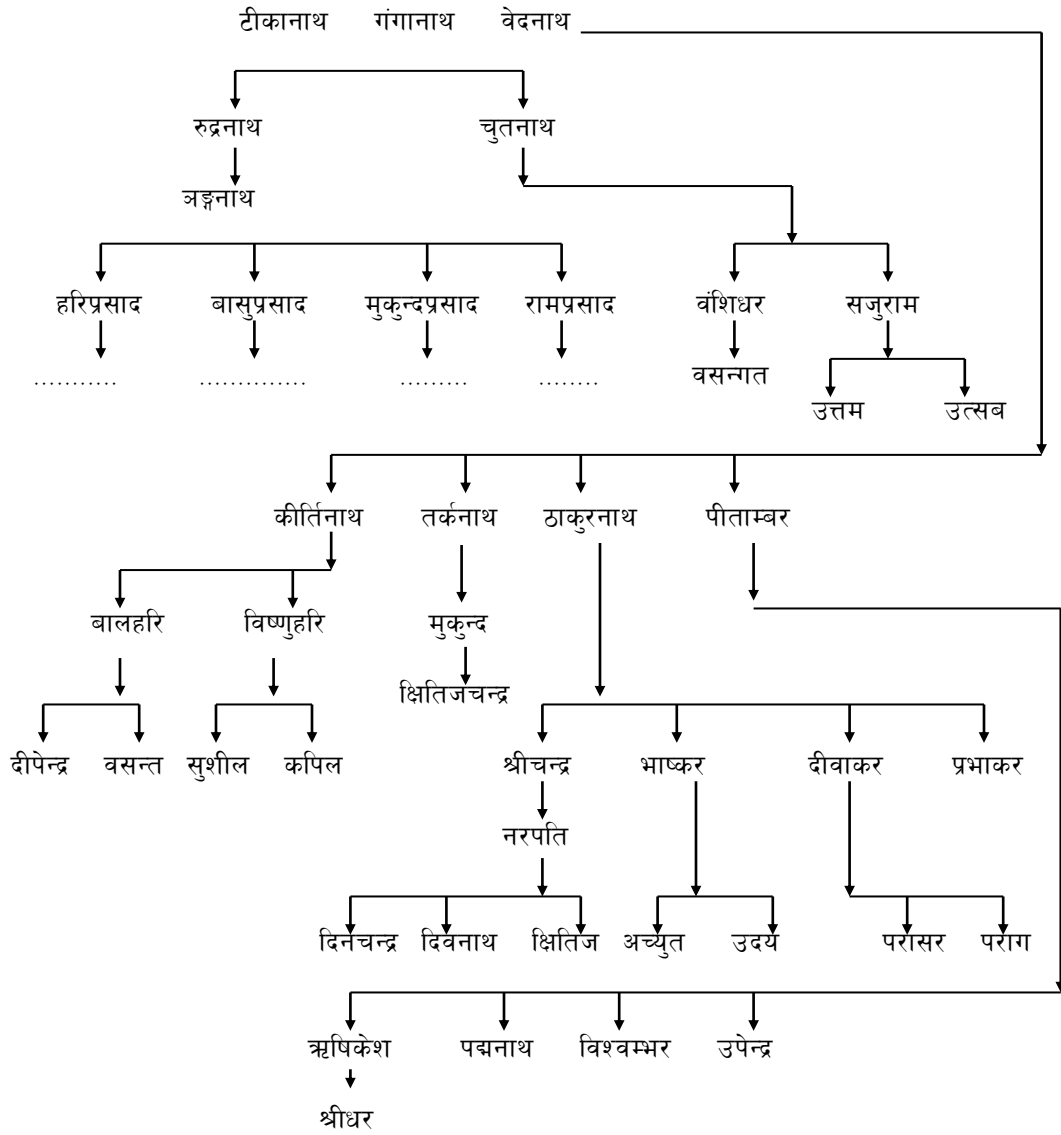 टीकानाथ गंगानाथ वेदनाथ
रुद्रनाथ चुतनाथ
ञङ्गनाथ
हरिप्रसाद बासुप्रसाद मुकुन्दप्रसाद रामप्रसाद वंशिधर सजुराम
........... .............. ......... ........ वसन्गत
उत्तम उत्सब
कीर्तिनाथ तर्कनाथ ठाकुरनाथ पीताम्बर
बालहरि विष्णुहरि मुकुन्द
क्षितिजचन्द्र
दीपेन्द्र वसन्त सुशील कपिल श्रीचन्द्र भाष्कर दीवाकर प्रभाकर
नरपति
दिनचन्द्र दिवनाथ क्षितिज अच्युत उदय परासर पराग
ऋषिकेश पद्मनाथ विश्वम्भर उपेन्द्र
श्रीधर